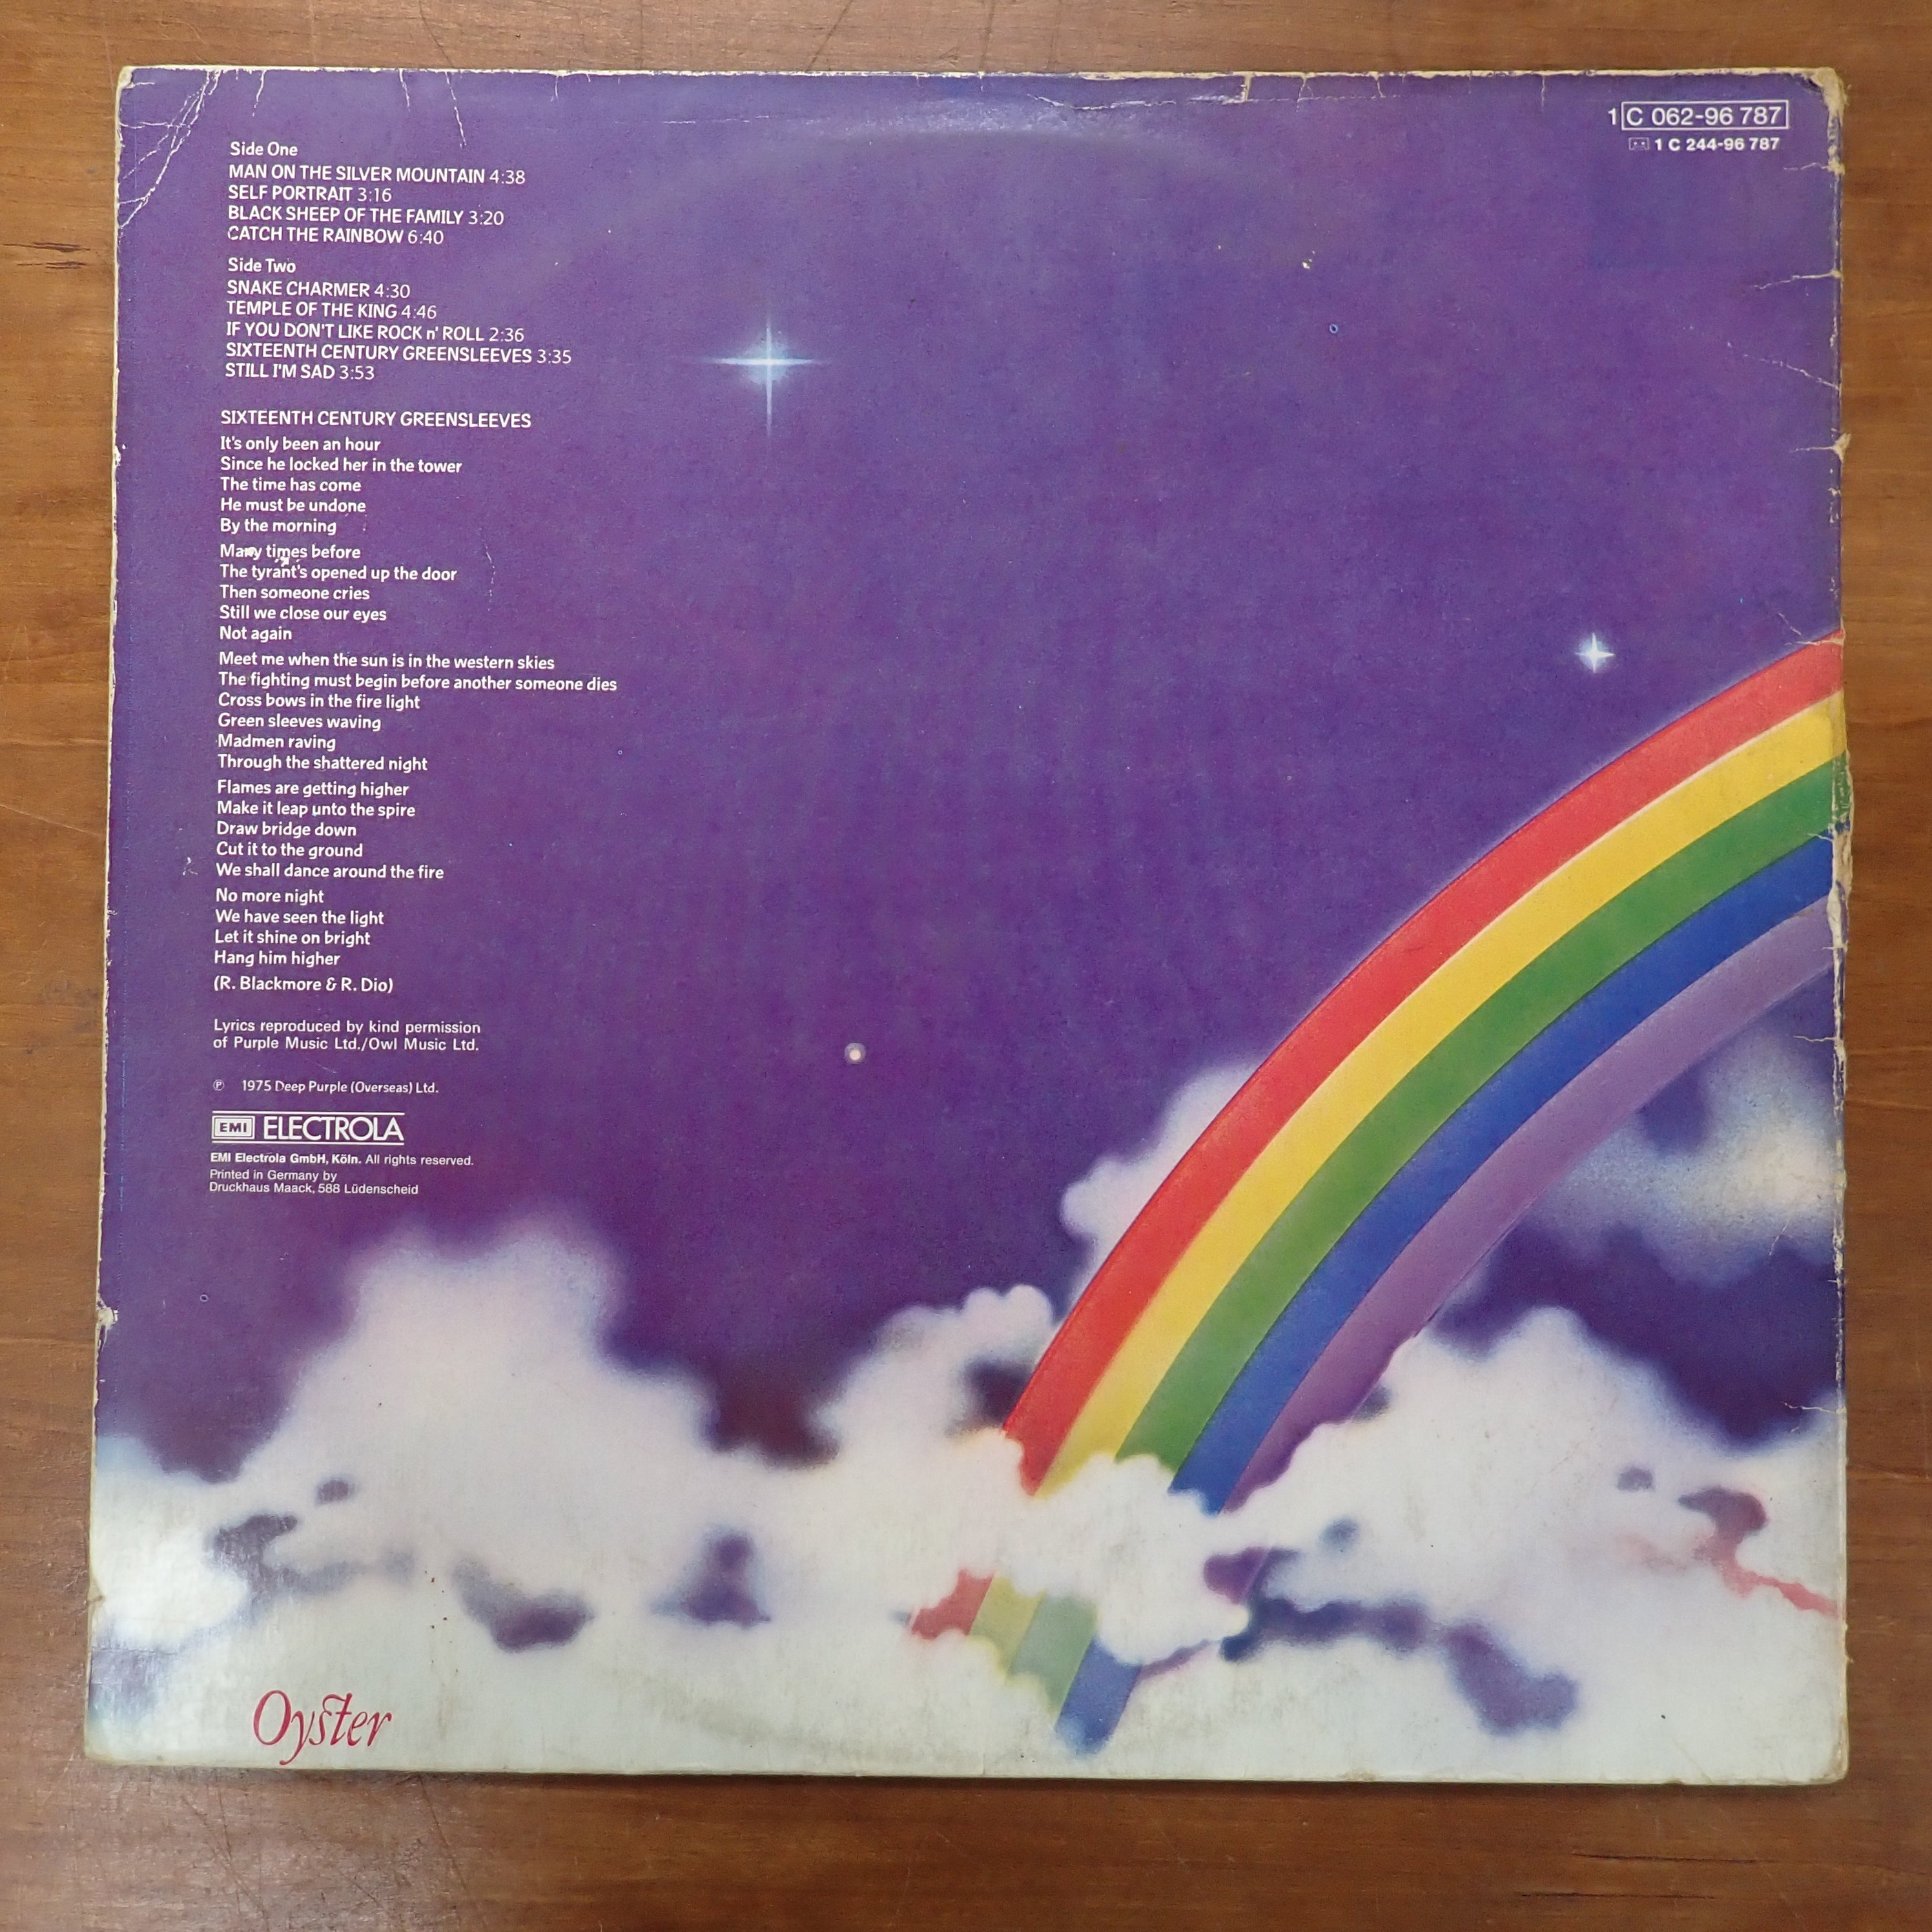 1 C 062-96 787
1 C 244-96 787
Side One
MAN ON THE SILVER MOUNTAIN 4:38
SELF PORTRAIT 3:16
BLACK SHEEP OF THE FAMILY 3:20
CATCH THE RAINBOW 6:40
Side Two
SNAKE CHARMER 4:30
TEMPLE OF THE KING 4:46
IF YOU DON'T LIKE ROCK n' ROLL 2:36
SIXTEENTH CENTURY GREENSLEEVES 3:35
STILL I'M SAD 3:53
SIXTEENTH CENTURY GREENSLEEVES
It's only been an hour
Since he locked her in the tower
The time has come
He must be undone
By the morning
Many times before
The tyrant's opened up the door
Then someone cries
Still we close our eyes
Not again
Meet me when the sun is in the western skies
The fighting must begin before another someone dies
Cross bows in the fire light
Green sleeves waving
Madmen raving
Through the shattered night
Flames are getting higher
Make it leap unto the spire
Draw bridge down
Cut it to the ground
We shall dance around the fire
No more night
We have seen the light
Let it shine on bright
Hang him higher
(R. Blackmore & R. Dio)
Lyrics reproduced by kind permission
of Purple Music Ltd./Owl Music Ltd.
℗ 1975 Deep Purple (Overseas) Ltd.
EMI ELECTROLA
EMI Electrola GmbH, Köln. All rights reserved.
Printed in Germany by
Druckhaus Maack, 588 Lüdenscheid
Oyster